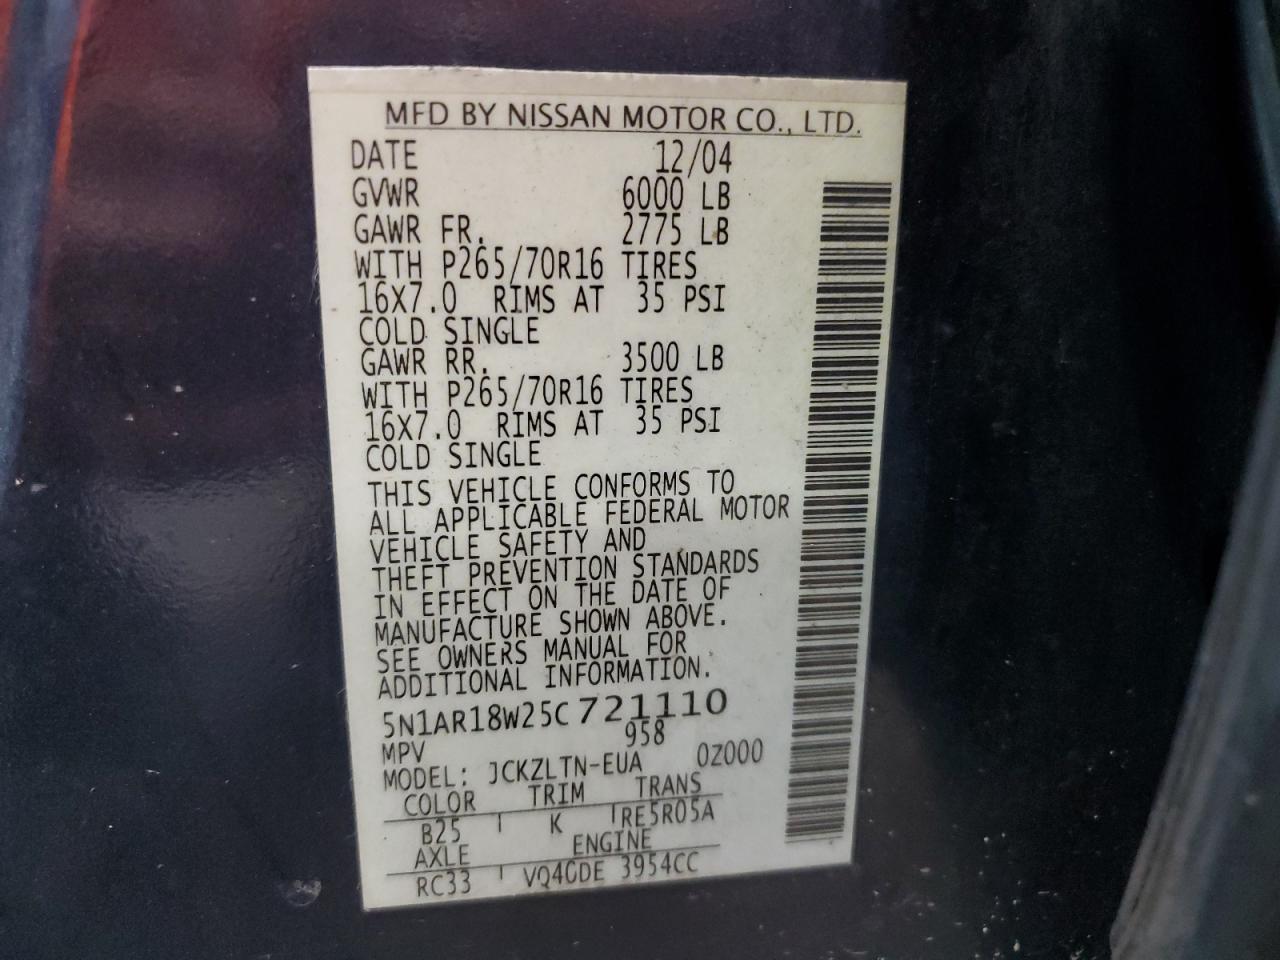 MFD BY NISSAN MOTOR CO., LTD.
DATE 12/04
GVWR 6000 LB
GAWR FR. 2775 LB
WITH P265/70R16 TIRES
16X7.0 RIMS AT 35 PSI
COLD SINGLE
GAWR RR. 3500 LB
WITH P265/70R16 TIRES
16X7.0 RIMS AT 35 PSI
COLD SINGLE
THIS VEHICLE CONFORMS TO
ALL APPLICABLE FEDERAL MOTOR
VEHICLE SAFETY AND
THEFT PREVENTION STANDARDS
IN EFFECT ON THE DATE OF
MANUFACTURE SHOWN ABOVE.
SEE OWNERS MANUAL FOR
ADDITIONAL INFORMATION.
5N1AR18W25C721110
MPV 958
MODEL: JCKZLTN-EUA 0Z000
COLOR TRIM TRANS
B25 K RE5R05A
AXLE ENGINE
RC33 VQ40DE 3954CC